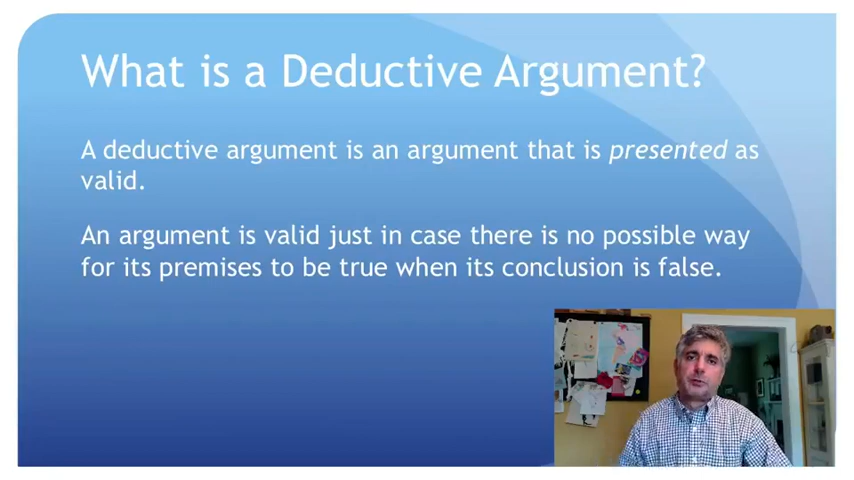 What is a Deductive Argument?
A deductive argument is an argument that is presented as
valid.
An argument is valid just in case there is no possible way
for its premises to be true when its conclusion is false.